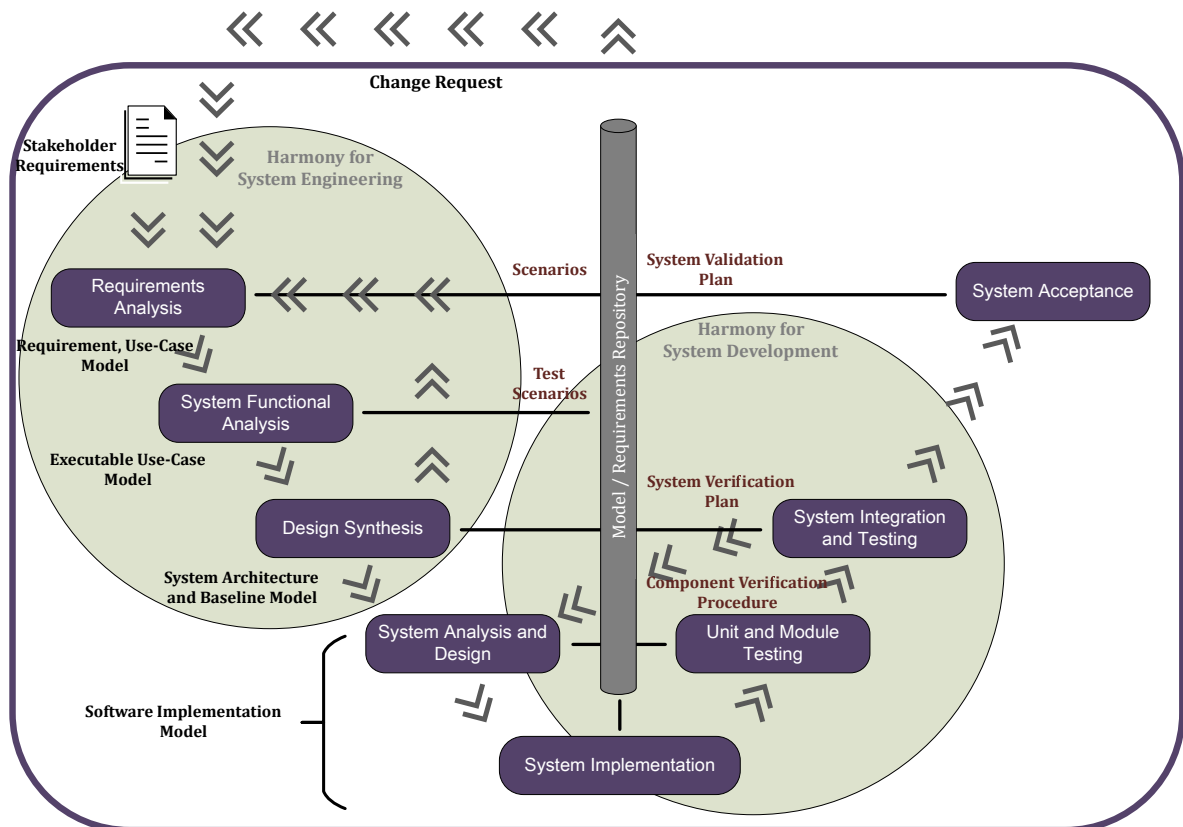 Change Request
Stakeholder
Requirements
Harmony for
System Engineering
Scenarios
System Validation
Plan
Requirements
Analysis
System Acceptance
Model / Requirements Repository
Harmony for
System Development
Requirement, Use-Case
Model
Test
Scenarios
System Functional
Analysis
Executable Use-Case
Model
System Verification
Plan
Design Synthesis
System Integration
and Testing
System Architecture
and Baseline Model
Component Verification
Procedure
System Analysis and
Design
Unit and Module
Testing
Software Implementation
Model
System Implementation